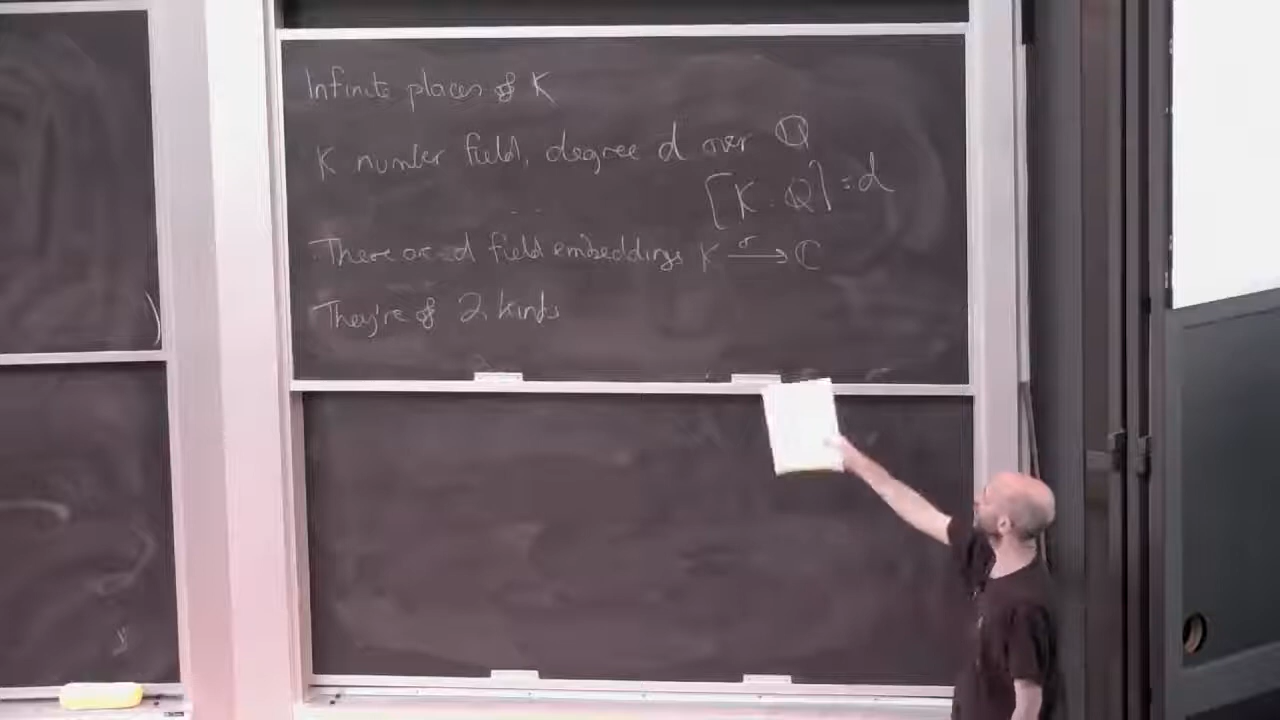 Infinite places of K
K number field, degree d over ℚ
[K : ℚ] = d
There are d field embeddings K σ⟶ ℂ
They're of 2 kinds
)
y